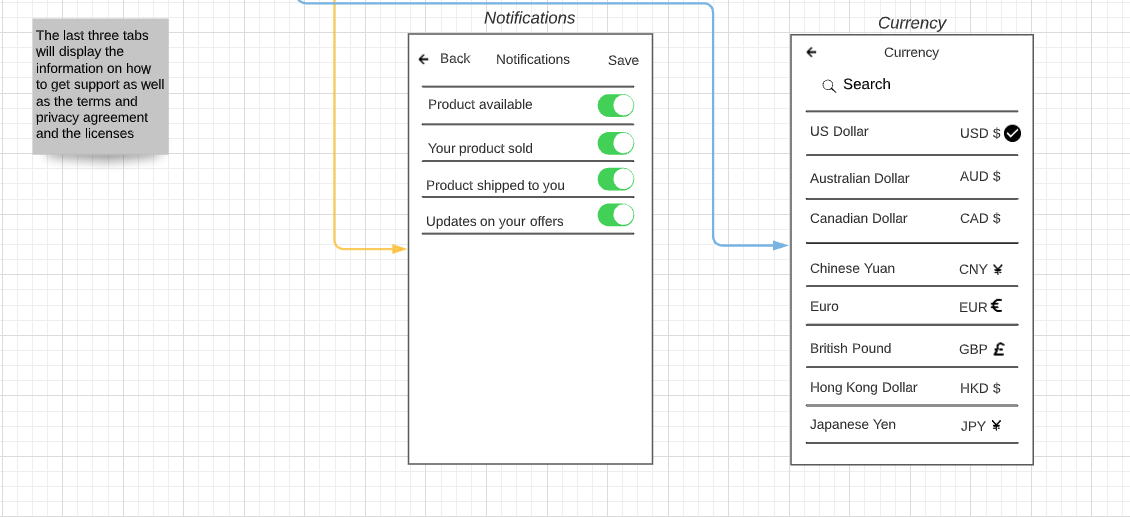 The last three tabs
will display the
information on how
to get support as well
as the terms and
privacy agreement
and the licenses
Notifications
Back Notifications Save
Product available
Your product sold
Product shipped to you
Updates on your offers
Currency
Currency
Search
US Dollar USD $
Australian Dollar AUD $
Canadian Dollar CAD $
Chinese Yuan CNY ¥
Euro EUR €
British Pound GBP £
Hong Kong Dollar HKD $
Japanese Yen JPY ¥